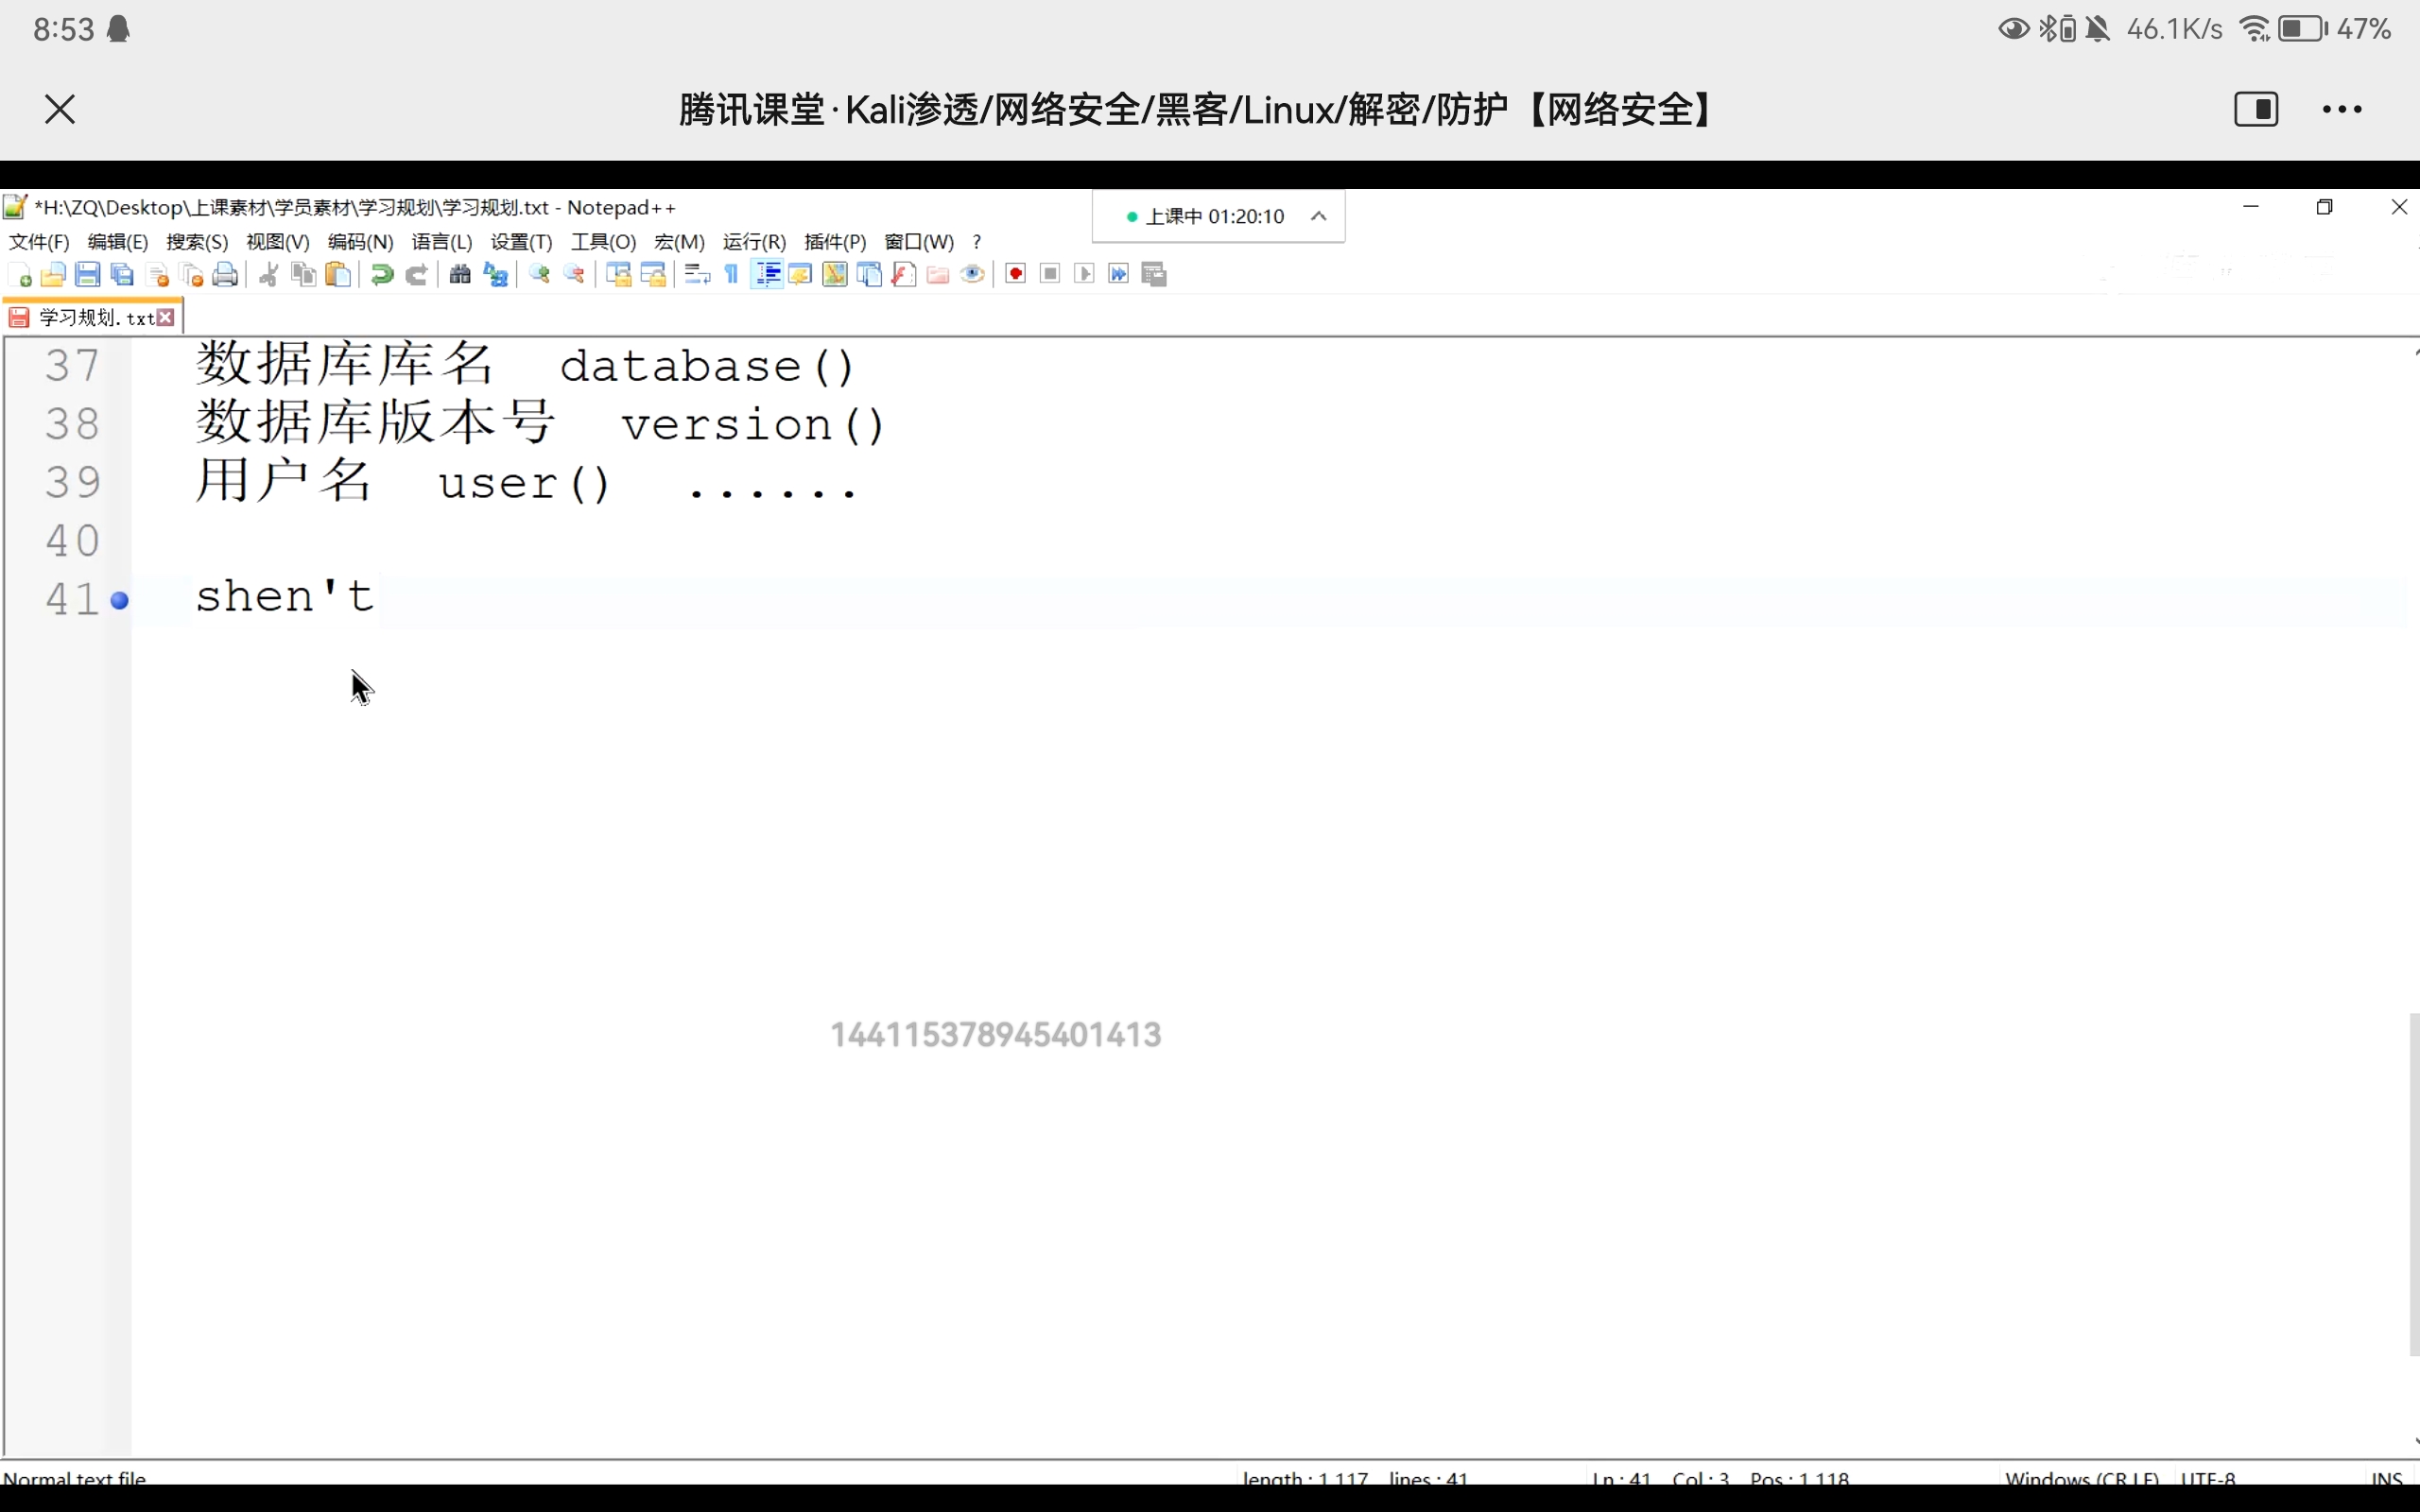 8:53 46.1K/s 47%
腾讯课堂·Kali渗透/网络安全/黑客/Linux/解密/防护【网络安全】
*H:\ZQ\Desktop\上课素材\学员素材\学习规划\学习规划.txt - Notepad++
上课中 01:20:10
文件(F) 编辑(E) 搜索(S) 视图(V) 编码(N) 语言(L) 设置(T) 工具(O) 宏(M) 运行(R) 插件(P) 窗口(W) ?
学习规划.txt
37 数据库库名 database()
38 数据库版本号 version()
39 用户名 user() ......
40
41 shen't
144115378945401413
Normal text file length : 1,117 lines : 41 Ln : 41 Col : 3 Pos : 1,118 Windows (CR LF) UTF-8 INS